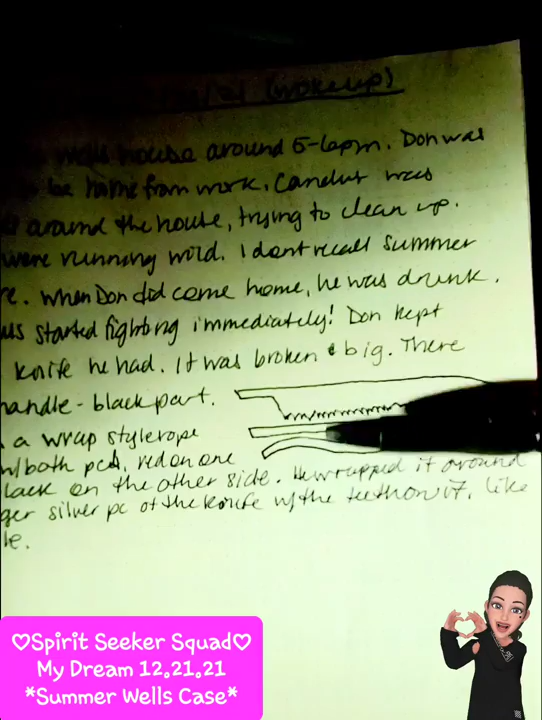 (wokeup)
house around 5-6pm. Don was
be home from work. Candus was
around the house, trying to clean up.
were running wild. I dont recall Summer
re. When Don did come home, he was drunk.
us started fighting immediately! Don kept
knife he had. It was broken & big. There
handle - black part.
a wrap style rope
w/both pcs, red on one
lack on the other side. He wrapped it around
ger silver pc of the knife w/the teeth on it, like
le.
♡Spirit Seeker Squad♡
My Dream 12.21.21
*Summer Wells Case*